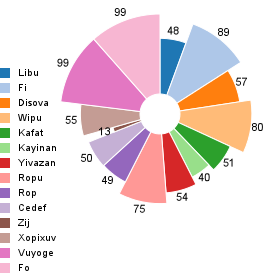 99
48
89
99
57
55
80
13
50
51
49
40
54
75
Libu
Fi
Disova
Wipu
Kafat
Kayinan
Yivazan
Ropu
Rop
Cedef
Zij
Xopixuv
Vuyoge
Fo